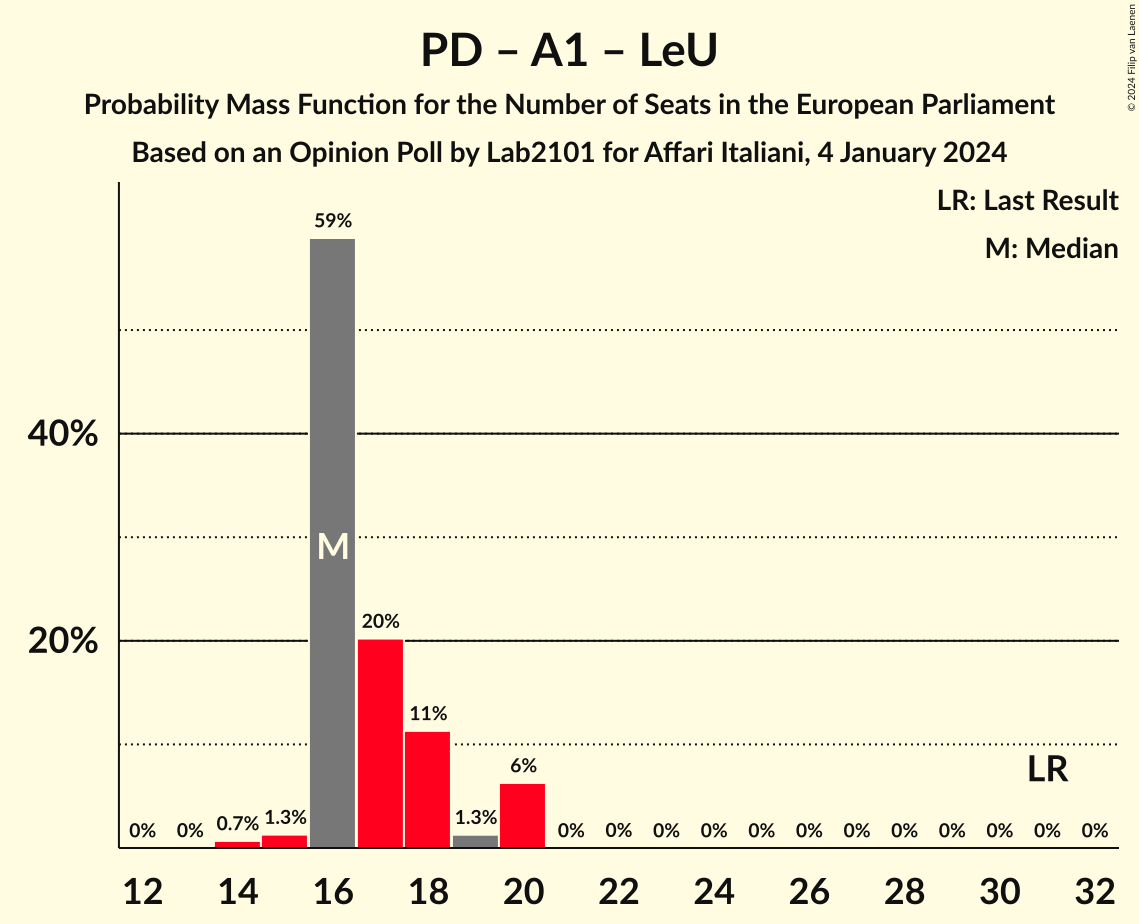 PD – A1 – LeU
Probability Mass Function for the Number of Seats in the European Parliament
Based on an Opinion Poll by Lab2101 for Affari Italiani, 4 January 2024
© 2024 Filip van Laenen
LR: Last Result
M: Median
59%
40%
M
20%
20%
11%
LR
6%
0% 0% 0.7% 1.3% 1.3% 0% 0% 0% 0% 0% 0% 0% 0% 0% 0% 0% 0%
12 14 16 18 20 22 24 26 28 30 32